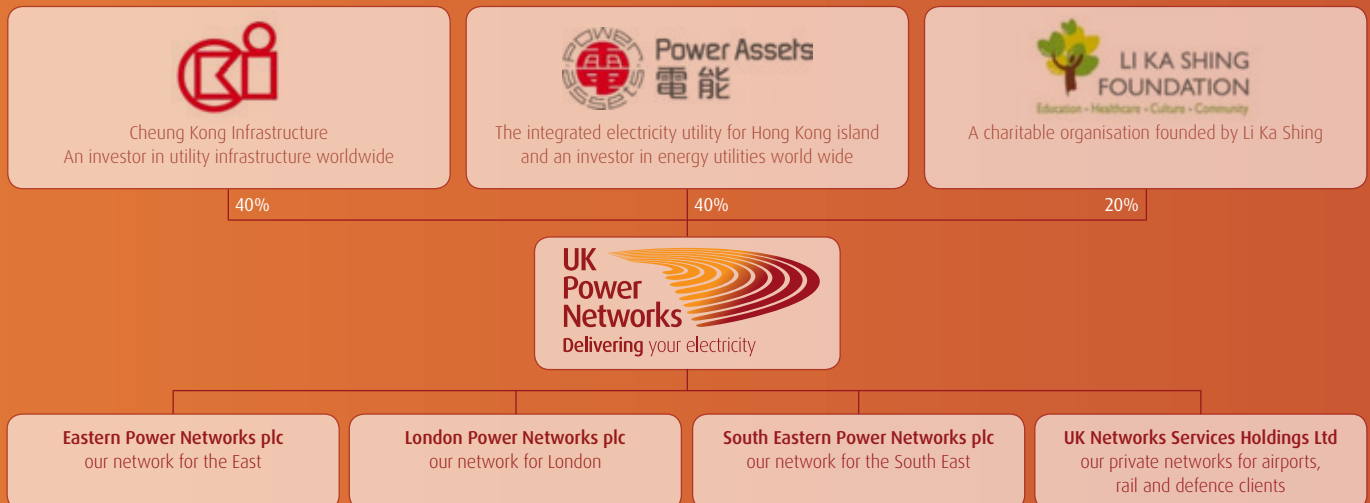 CKI
Cheung Kong Infrastructure
An investor in utility infrastructure worldwide
power assets
Power Assets
電能
The integrated electricity utility for Hong Kong island
and an investor in energy utilities world wide
LI KA SHING
FOUNDATION
Education - Healthcare - Culture - Community
A charitable organisation founded by Li Ka Shing
40%
40%
20%
UK
Power
Networks
Delivering your electricity
Eastern Power Networks plc
our network for the East
London Power Networks plc
our network for London
South Eastern Power Networks plc
our network for the South East
UK Networks Services Holdings Ltd
our private networks for airports,
rail and defence clients